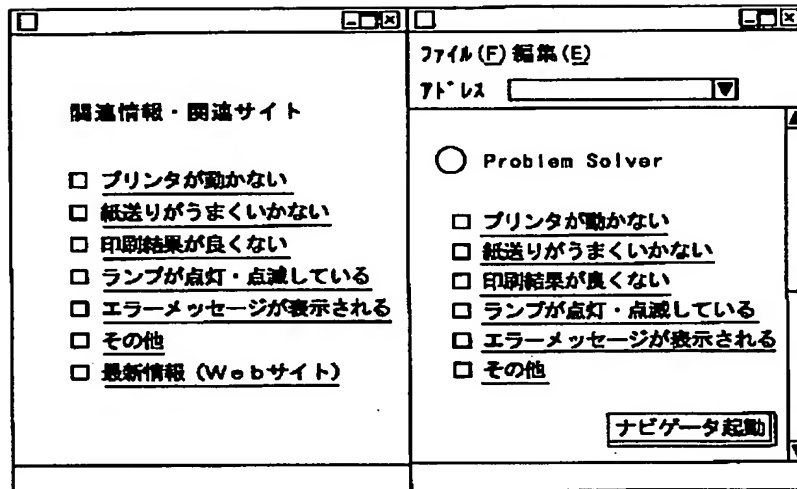 関連情報・関連サイト
プリンタが動かない
紙送りがうまくいかない
印刷結果が良くない
ランプが点灯・点滅している
エラーメッセージが表示される
その他
最新情報(Webサイト)
ファイル(F) 編集(E)
アドレス
Problem Solver
プリンタが動かない
紙送りがうまくいかない
印刷結果が良くない
ランプが点灯・点滅している
エラーメッセージが表示される
その他
ナビゲータ起動